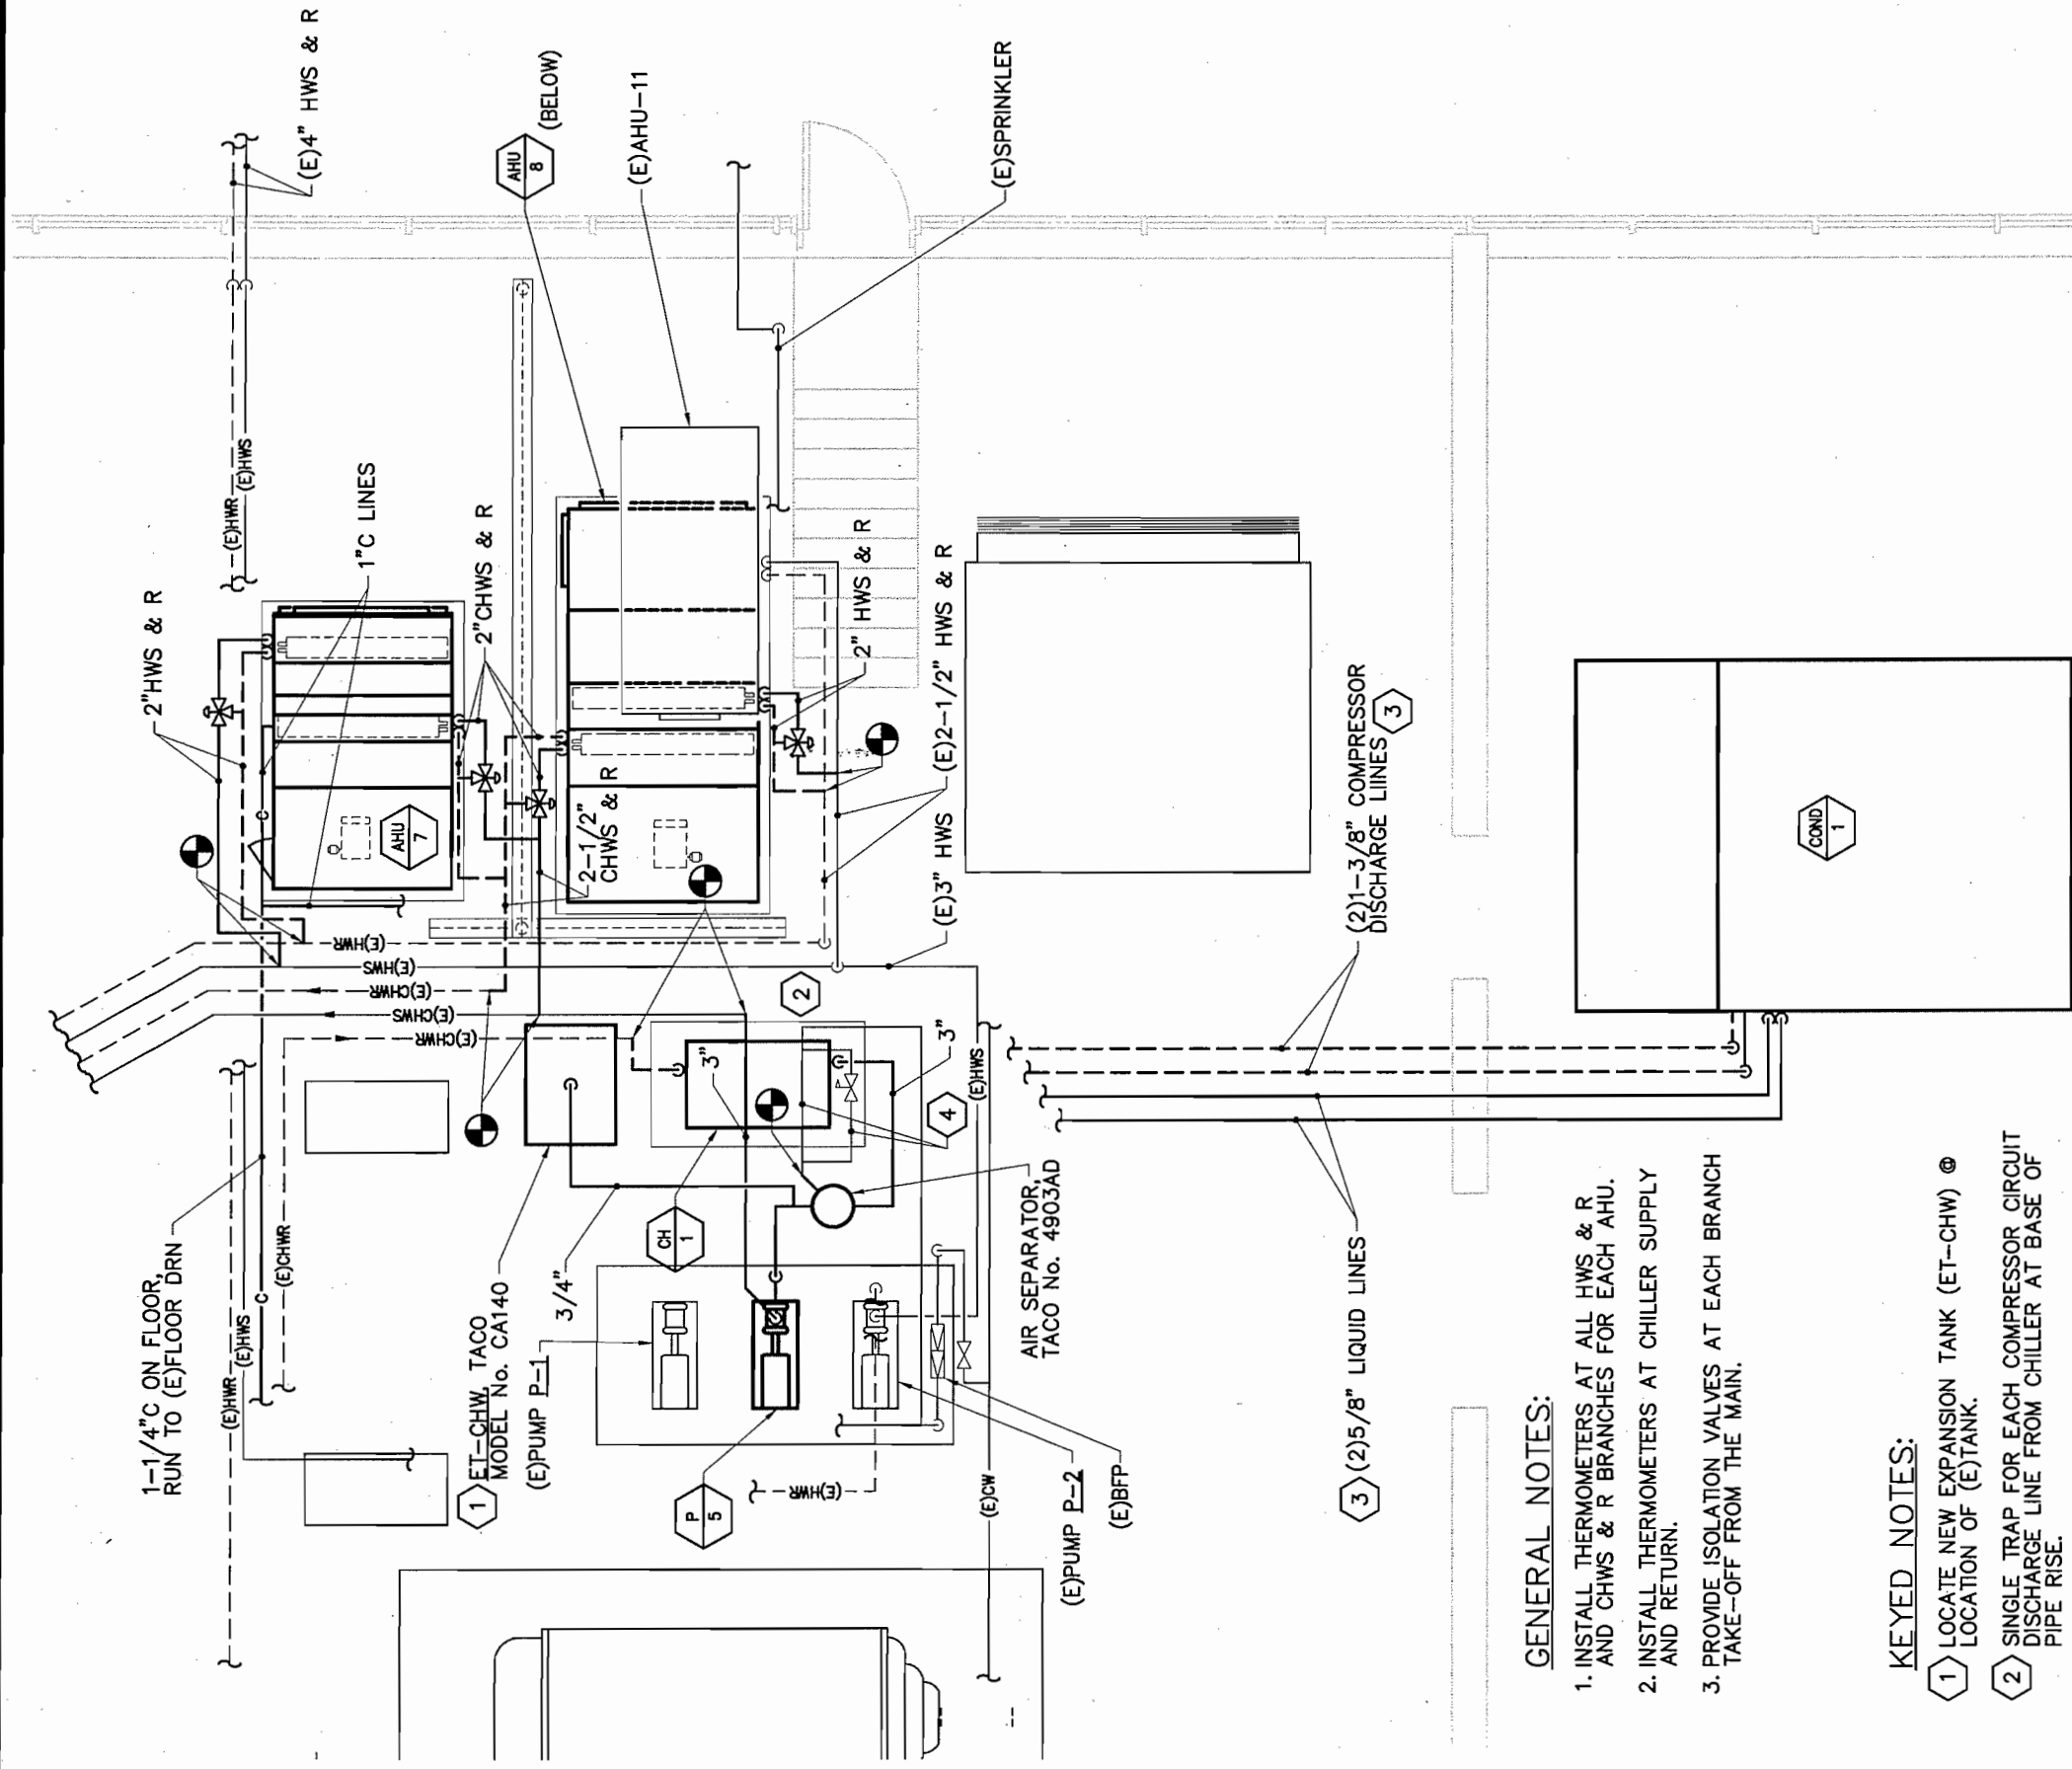 (E)4" HWS & R
AHU
8
(BELOW)
(E)AHU-11
(E)SPRINKLER
(E)HWR
(E)HWS
2"HWS & R
1"C LINES
2"CHWS & R
2" HWS & R
(E)2-1/2" HWS & R
C
AHU
7
2-1/2"
CHWS & R
(E)3" HWS
(2)1-3/8" COMPRESSOR
DISCHARGE LIINES
3
COND
1
(E)HWR
(E)HWS
(E)CHWR
(E)CHWS
(E)CHWR
2
3"
3"
4
(E)HWS
1-1/4"C ON FLOOR,
RUN TO (E)FLOOR DRN
C
(E)CHWR
(E)HWS
(E)HWR
1
ET-CHW, TACO
MODEL No. CA140
(E)PUMP P-1
3/4"
CH
1
AIR SEPARATOR,
TACO No. 4903AD
P
5
(E)HWR
(E)CW
(E)PUMP P-2
(E)BFP
3
(2)5/8" LIQUID LINES
GENERAL NOTES:
1. INSTALL THERMOMETERS AT ALL HWS & R
AND CHWS & R BRANCHES FOR EACH AHU.
2. INSTALL THERMOMETERS AT CHILLER SUPPLY
AND RETURN.
3. PROVIDE ISOLATION VALVES AT EACH BRANCH
TAKE-OFF FROM THE MAIN.
KEYED NOTES:
1 LOCATE NEW EXPANSION TANK (ET-CHW) @
LOCATION OF (E)TANK.
2 SINGLE TRAP FOR EACH COMPRESSOR CIRCUIT
DISCHARGE LINE FROM CHILLER AT BASE OF
PIPE RISE.